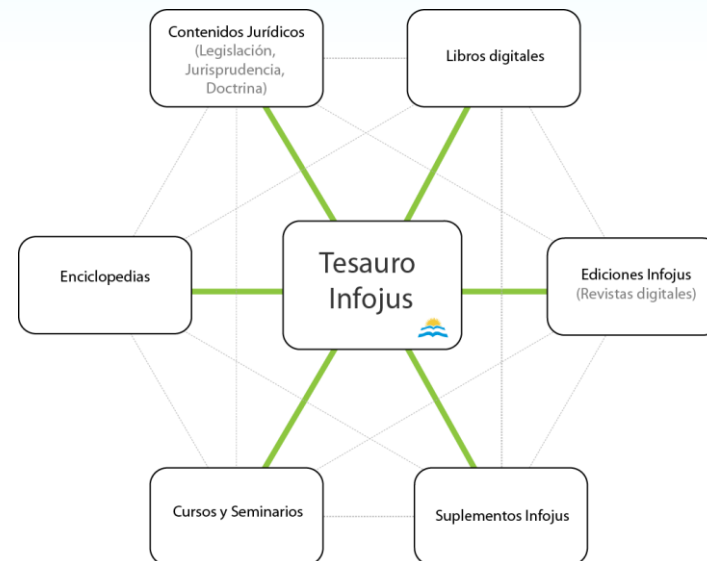 Contenidos Jurídicos
(Legislación,
Jurisprudencia,
Doctrina)
Libros digitales
Enciclopedias
Tesauro
Infojus
Ediciones Infojus
(Revistas digitales)
Cursos y Seminarios
Suplementos Infojus